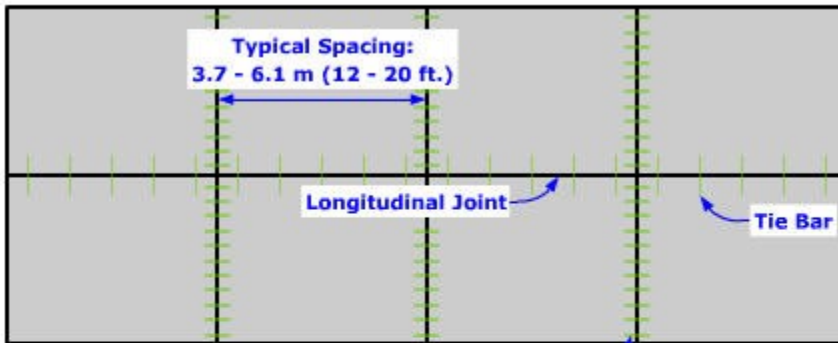 Typical Spacing:
3.7 - 6.1 m (12 - 20 ft.)
Longitudinal Joint
Tie Bar